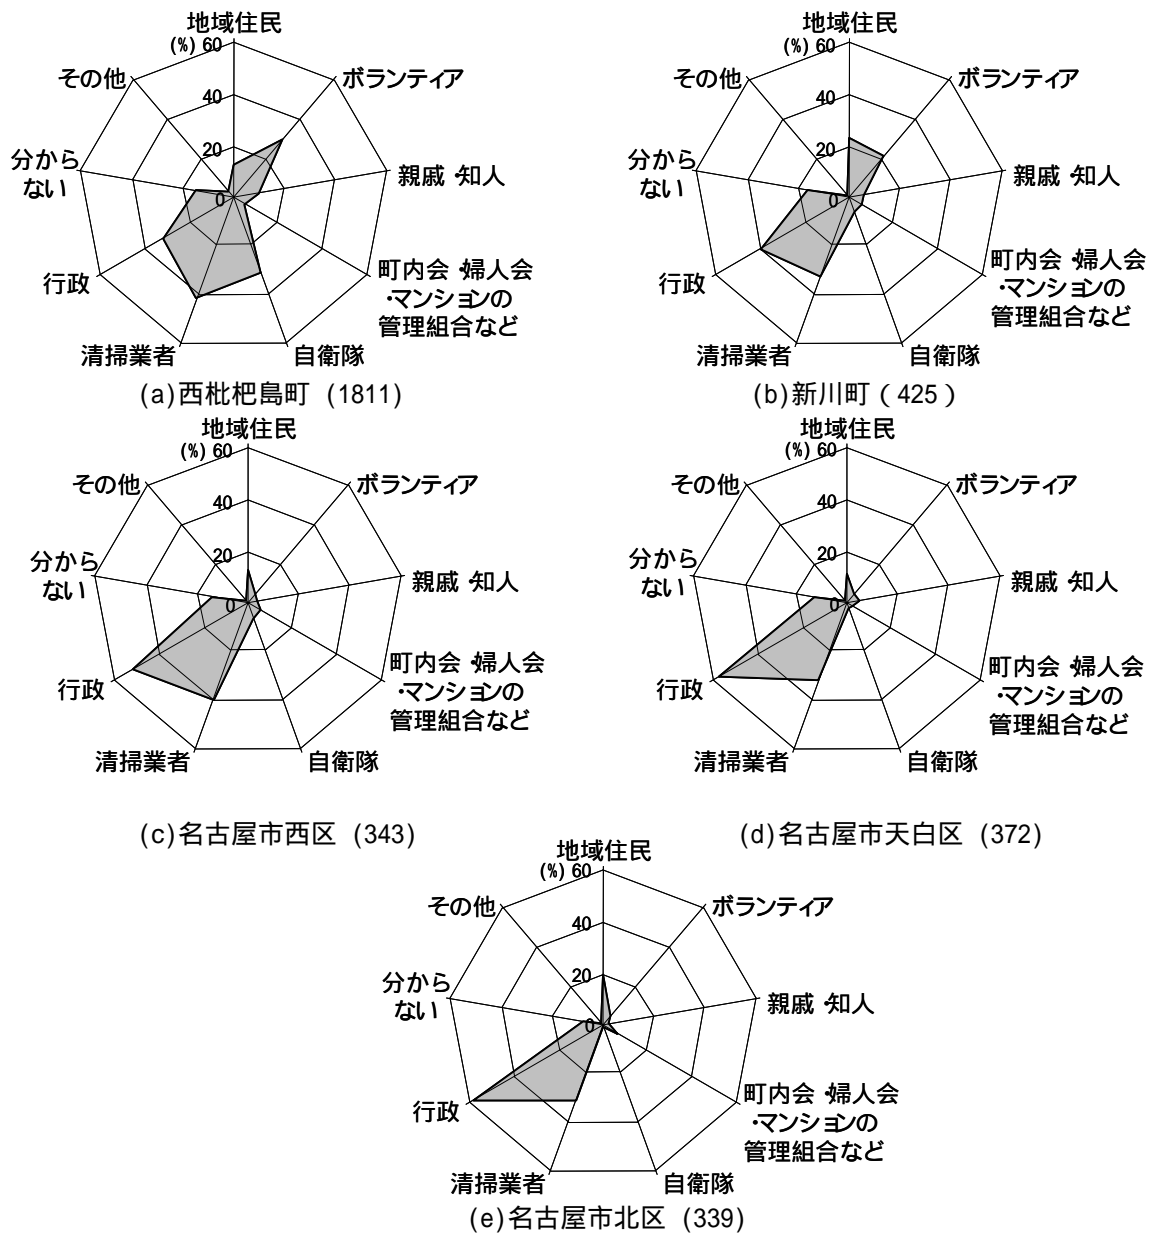 地域住民
(%) 60
ボランティア
その他
40
20
分から
ない
親戚・知人
0
町内会・婦人会
・マンションの
管理組合など
行政
清掃業者
自衛隊
(a)西枇杷島町 (1811)
地域住民
(%) 60
ボランティア
その他
40
20
分から
ない
親戚・知人
0
町内会・婦人会
・マンションの
管理組合など
行政
清掃業者
自衛隊
(b)新川町（425）
地域住民
(%) 60
ボランティア
その他
40
20
分から
ない
親戚・知人
0
町内会・婦人会
・マンションの
管理組合など
行政
清掃業者
自衛隊
(c)名古屋市西区 (343)
地域住民
(%) 60
ボランティア
その他
40
20
分から
ない
親戚・知人
0
町内会・婦人会
・マンションの
管理組合など
行政
清掃業者
自衛隊
(d)名古屋市天白区 (372)
地域住民
(%) 60
ボランティア
その他
40
20
分から
ない
親戚・知人
0
町内会・婦人会
・マンションの
管理組合など
行政
清掃業者
自衛隊
(e)名古屋市北区 (339)